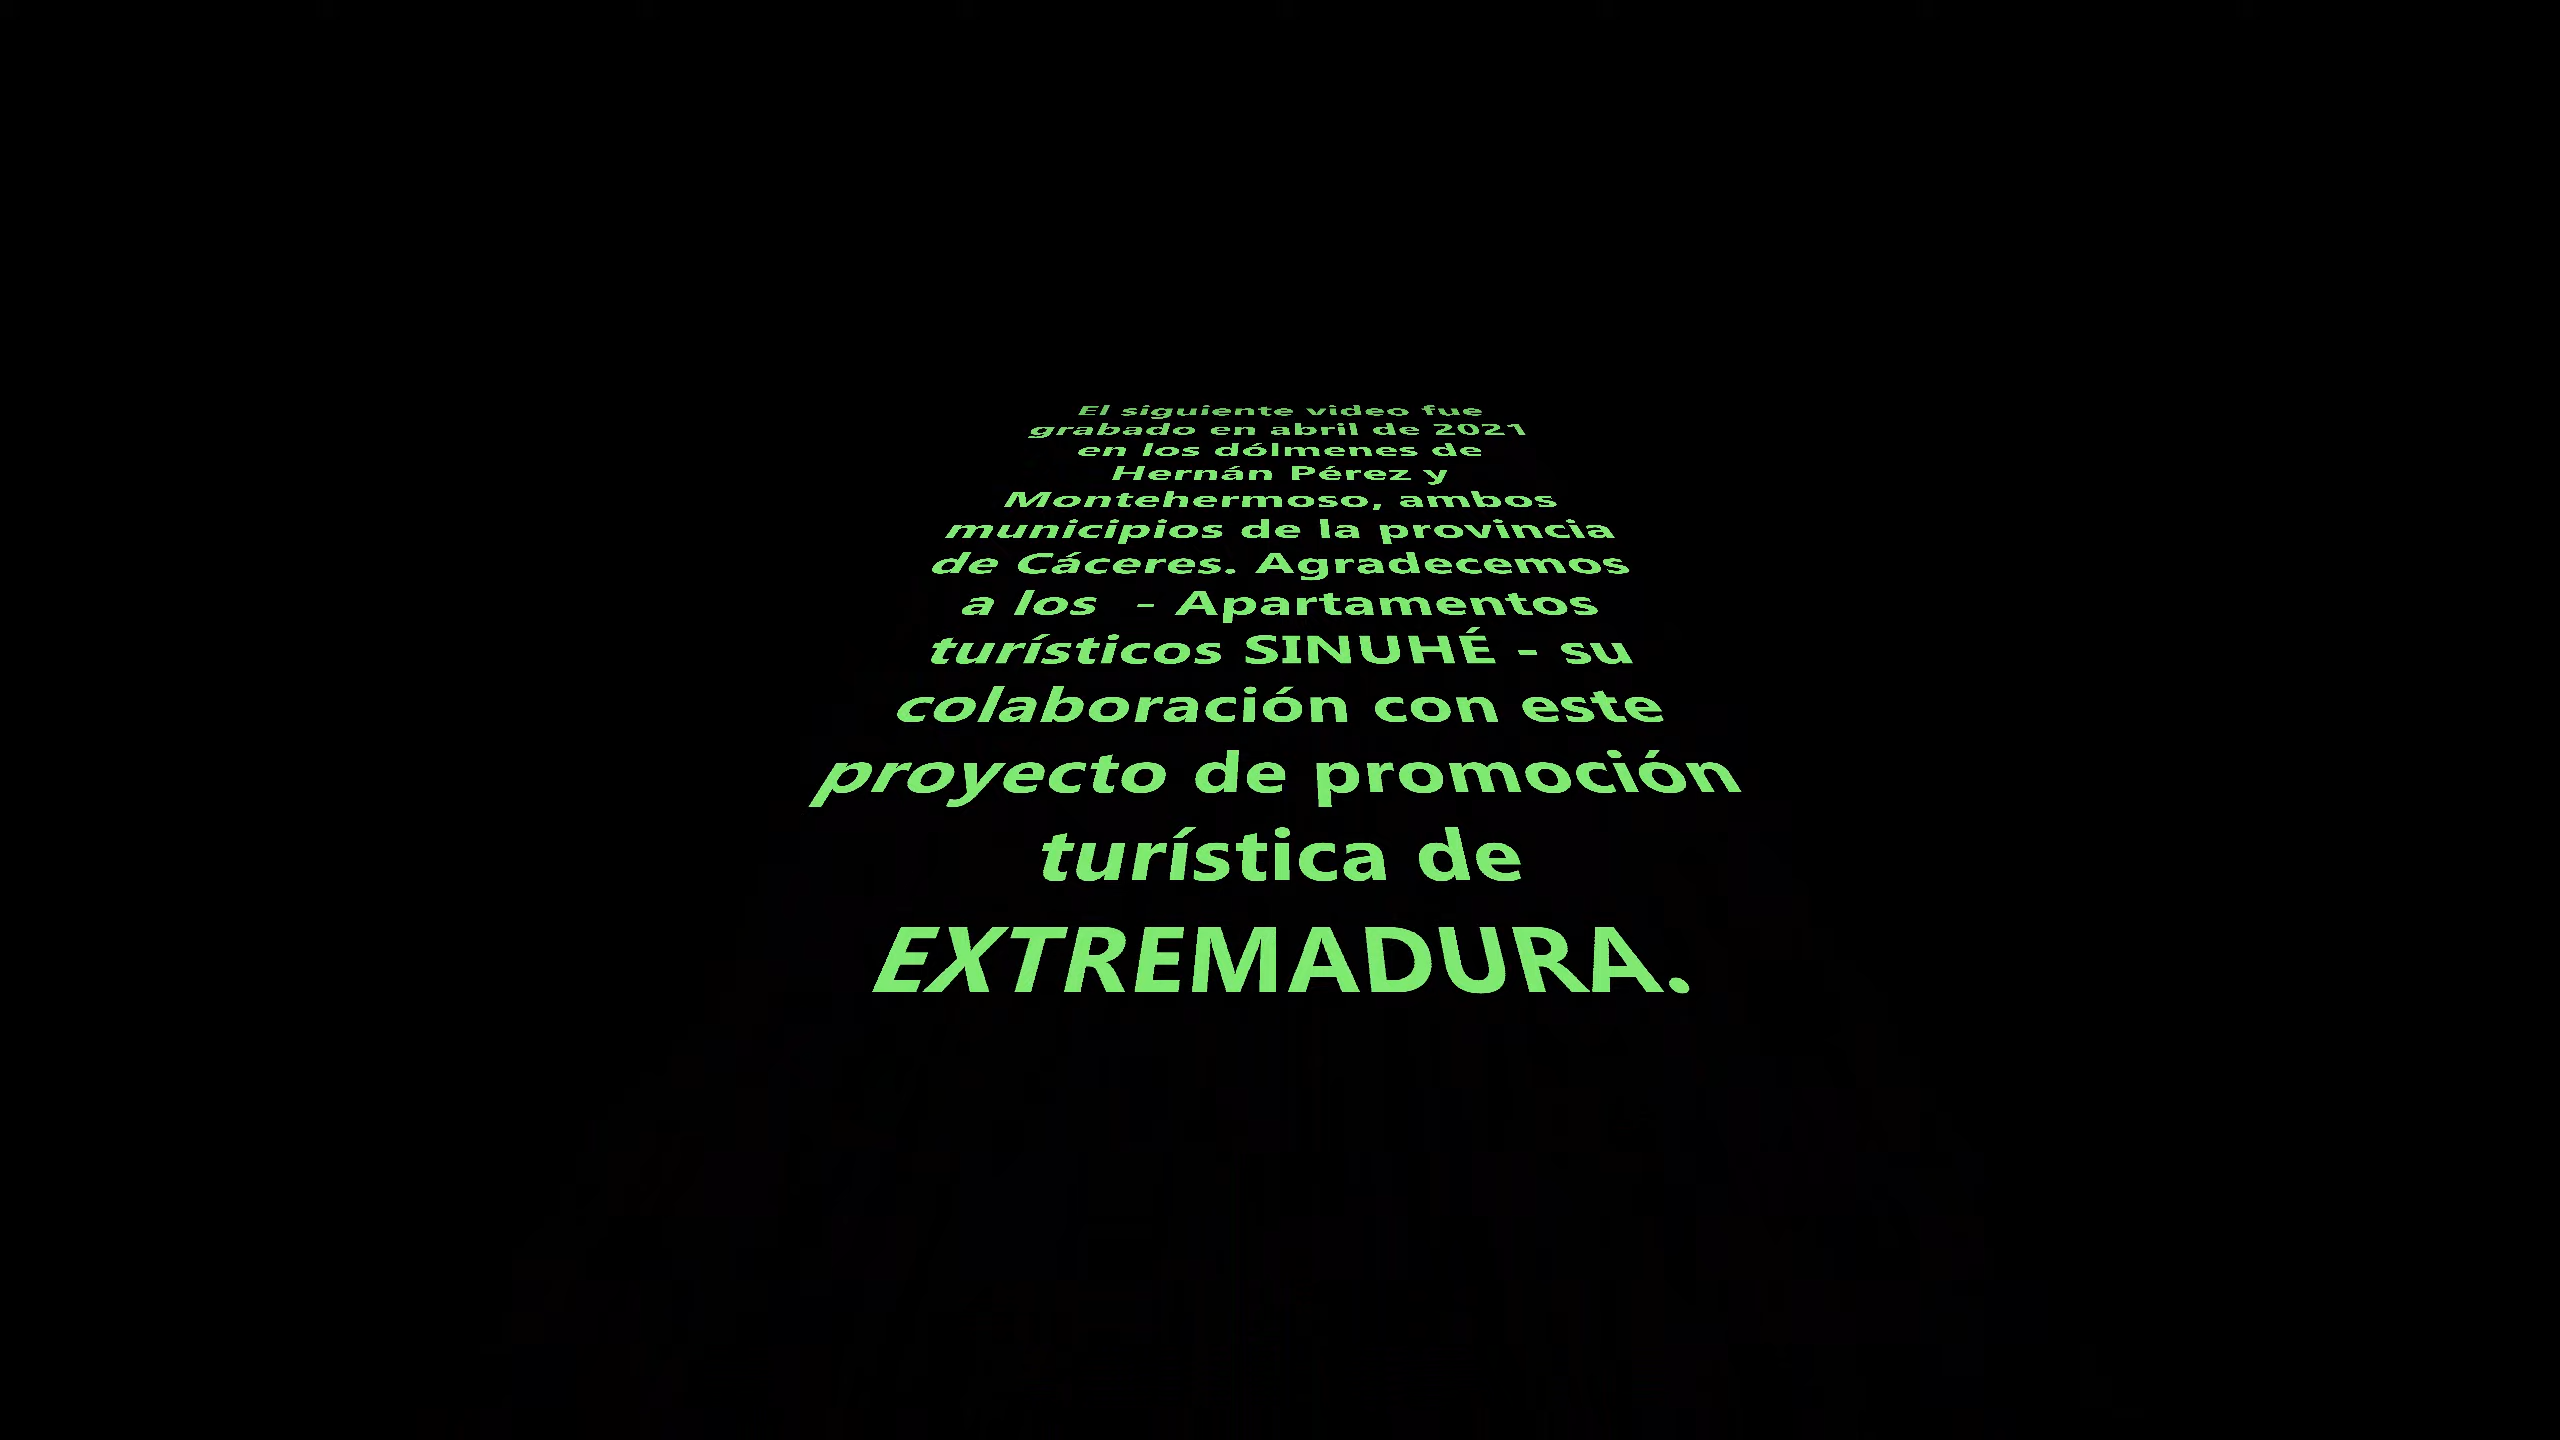 El siguiente video fue
grabado en abril de 2021
en los dólmenes de
Hernán Pérez y
Montehermoso, ambos
municipios de la provincia
de Cáceres. Agradecemos
a los  - Apartamentos
turísticos SINUHÉ - su
colaboración con este
proyecto de promoción
turística de
EXTREMADURA.